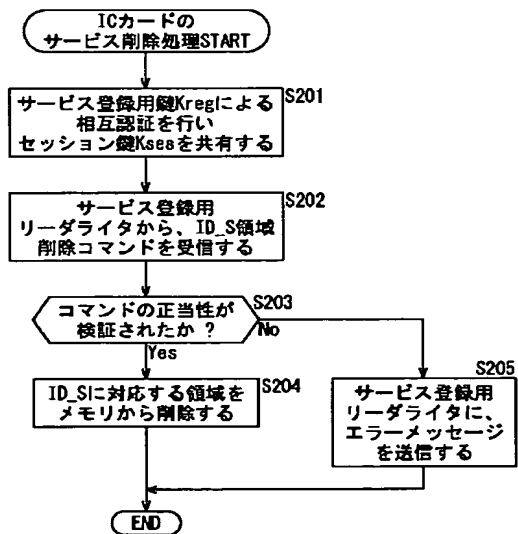 ICカードの
サービス削除処理START
S201
サービス登録用鍵Kregによる
相互認証を行い
セッション鍵Ksesを共有する
S202
サービス登録用
リーダライタから、ID_S領域
削除コマンドを受信する
S203
コマンドの正当性が
検証されたか ?
No
Yes
S204
ID_Sに対応する領域を
メモリから削除する
S205
サービス登録用
リーダライタに、
エラーメッセージ
を送信する
END